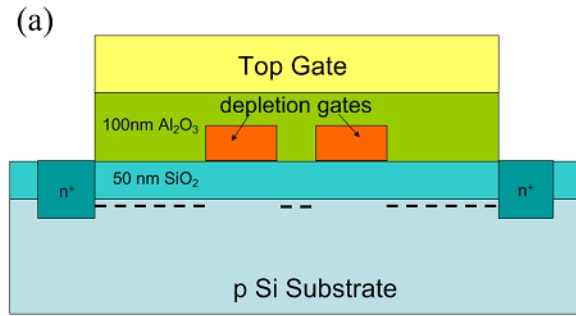 (a)
Top Gate
depletion gates
100nm Al₂O₃
50 nm SiO₂
n⁺
n⁺
p Si Substrate